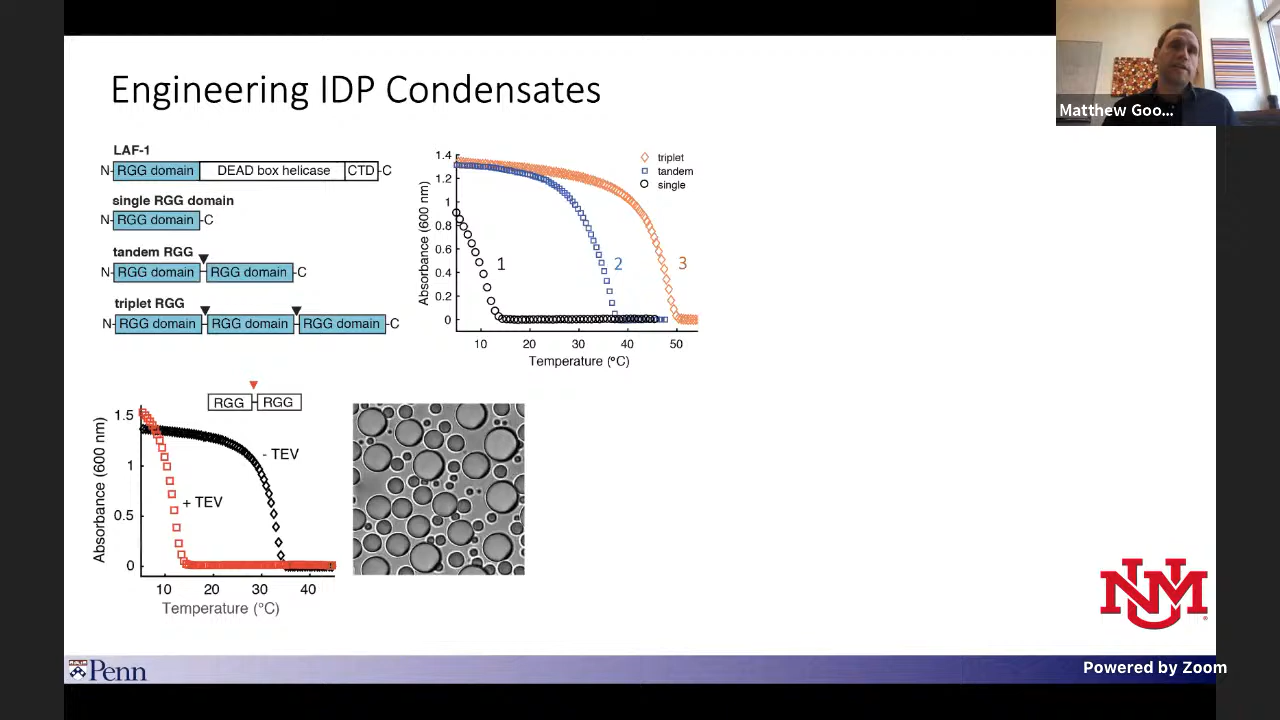 Engineering IDP Condensates
Matthew Goo...
LAF-1
N- RGG domain DEAD box helicase CTD -C
single RGG domain
N- RGG domain -C
tandem RGG
N- RGG domain RGG domain -C
triplet RGG
N- RGG domain RGG domain RGG domain -C
1.4
1.2
1
0.8
0.6
0.4
0.2
0
Absorbance (600 nm)
triplet
tandem
single
1
2
3
10 20 30 40 50
Temperature (ºC)
RGG RGG
1.5
1
0.5
0
Absorbance (600 nm)
- TEV
+ TEV
10 20 30 40
Temperature (°C)
UNM
®
Penn
Powered by Zoom